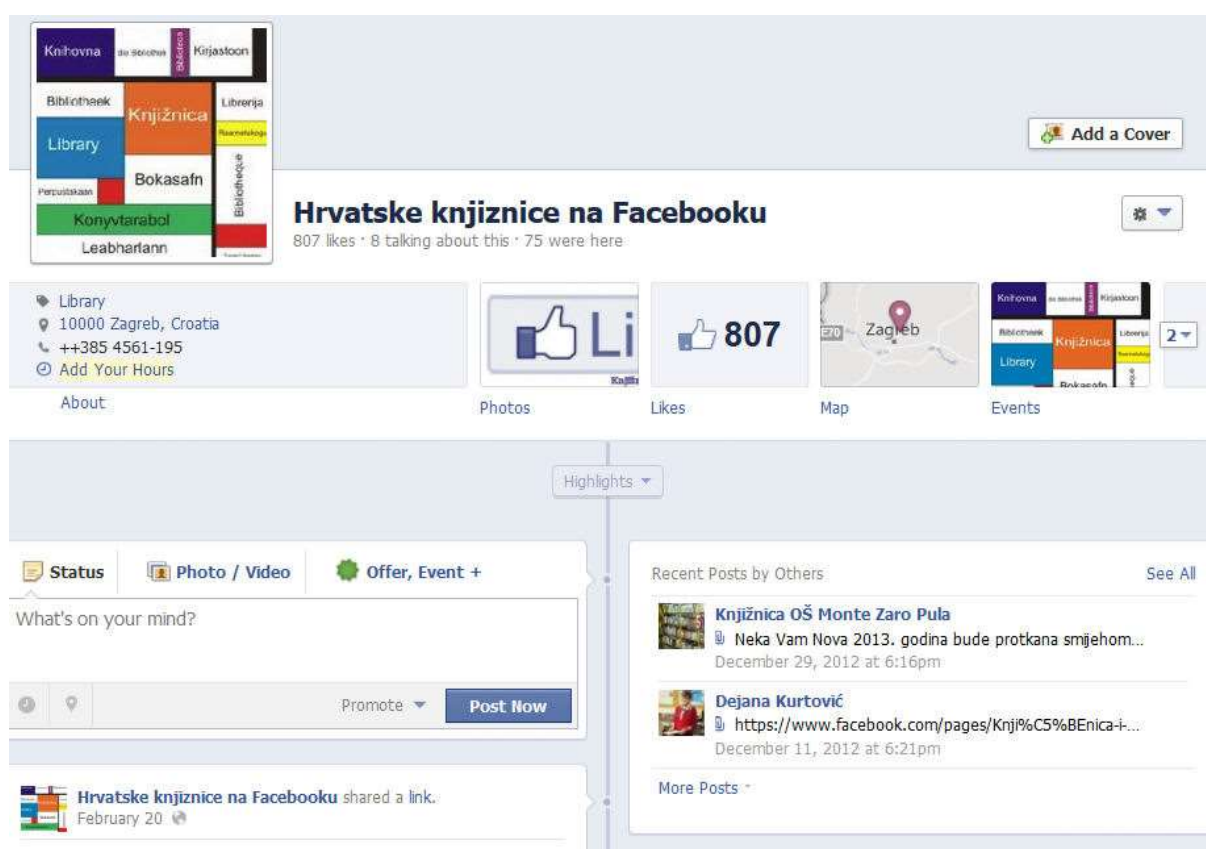 Knihovna
Biblioteca
Kirjastoon
Bibliotheek
Knjižnica
Librerija
Library
Bokasafn
Bibliotheque
Konyvtarabol
Leabharlann
Add a Cover
Hrvatske knjiznice na Facebooku
807 likes · 8 talking about this · 75 were here
Library
10000 Zagreb, Croatia
++385 4561-195
Add Your Hours
About
Li
Photos
807
Likes
E70
Zagreb
Map
Knihovna
Kirjastoon
Bibliotheek
Knjižnica
Library
Bokasafn
Events
2
Highlights
Status
Photo / Video
Offer, Event +
What's on your mind?
Promote
Post Now
Hrvatske knjiznice na Facebooku shared a link.
February 20
Recent Posts by Others
See All
Knjižnica OŠ Monte Zaro Pula
Neka Vam Nova 2013. godina bude protkana smijehom...
December 29, 2012 at 6:16pm
Dejana Kurtović
https://www.facebook.com/pages/Knji%C5%BEnica-i-...
December 11, 2012 at 6:21pm
More Posts